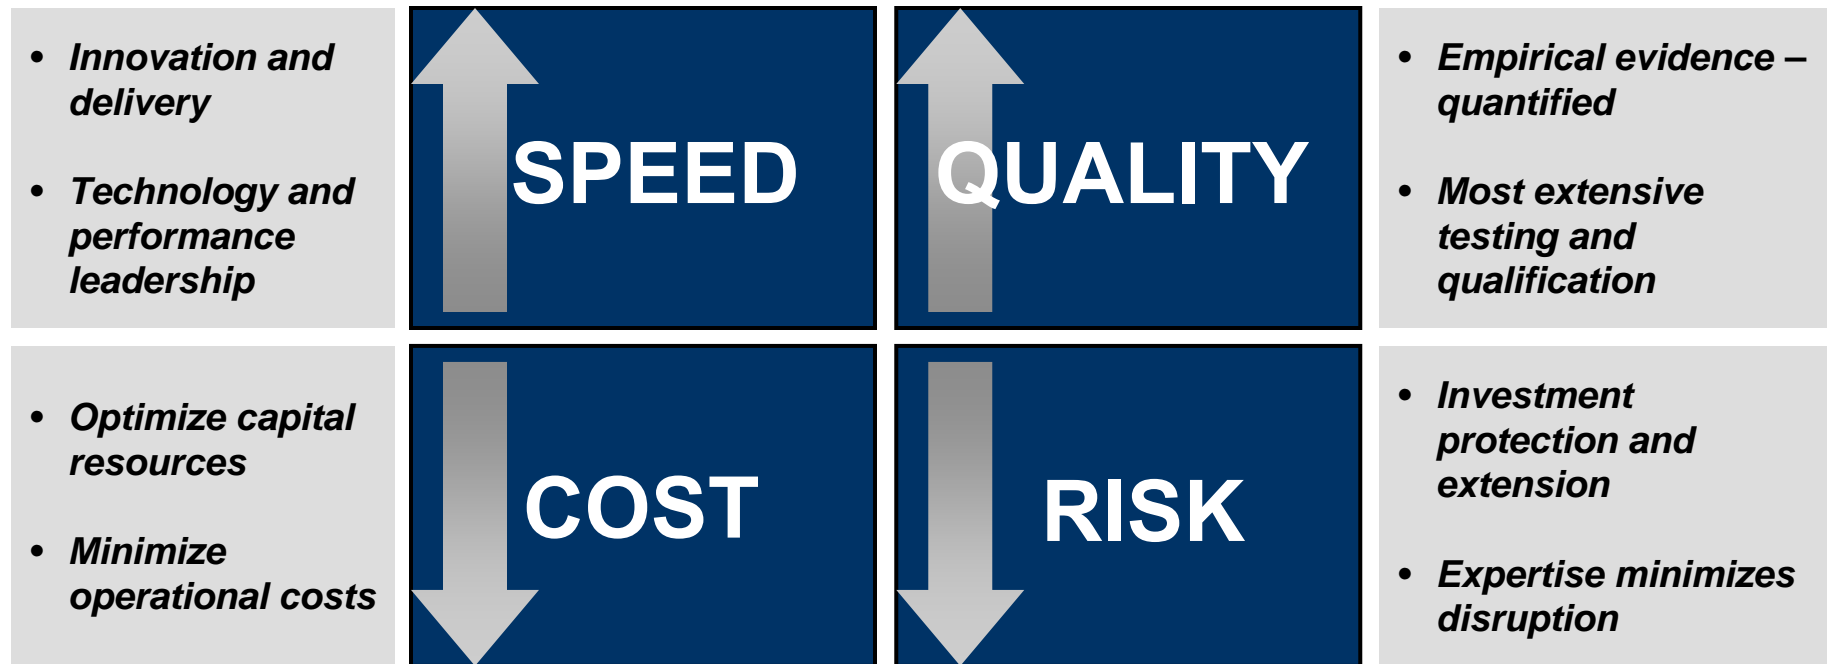 • Innovation and
delivery
• Technology and
performance
leadership
SPEED
QUALITY
• Empirical evidence –
quantified
• Most extensive
testing and
qualification
• Optimize capital
resources
• Minimize
operational costs
COST
RISK
• Investment
protection and
extension
• Expertise minimizes
disruption